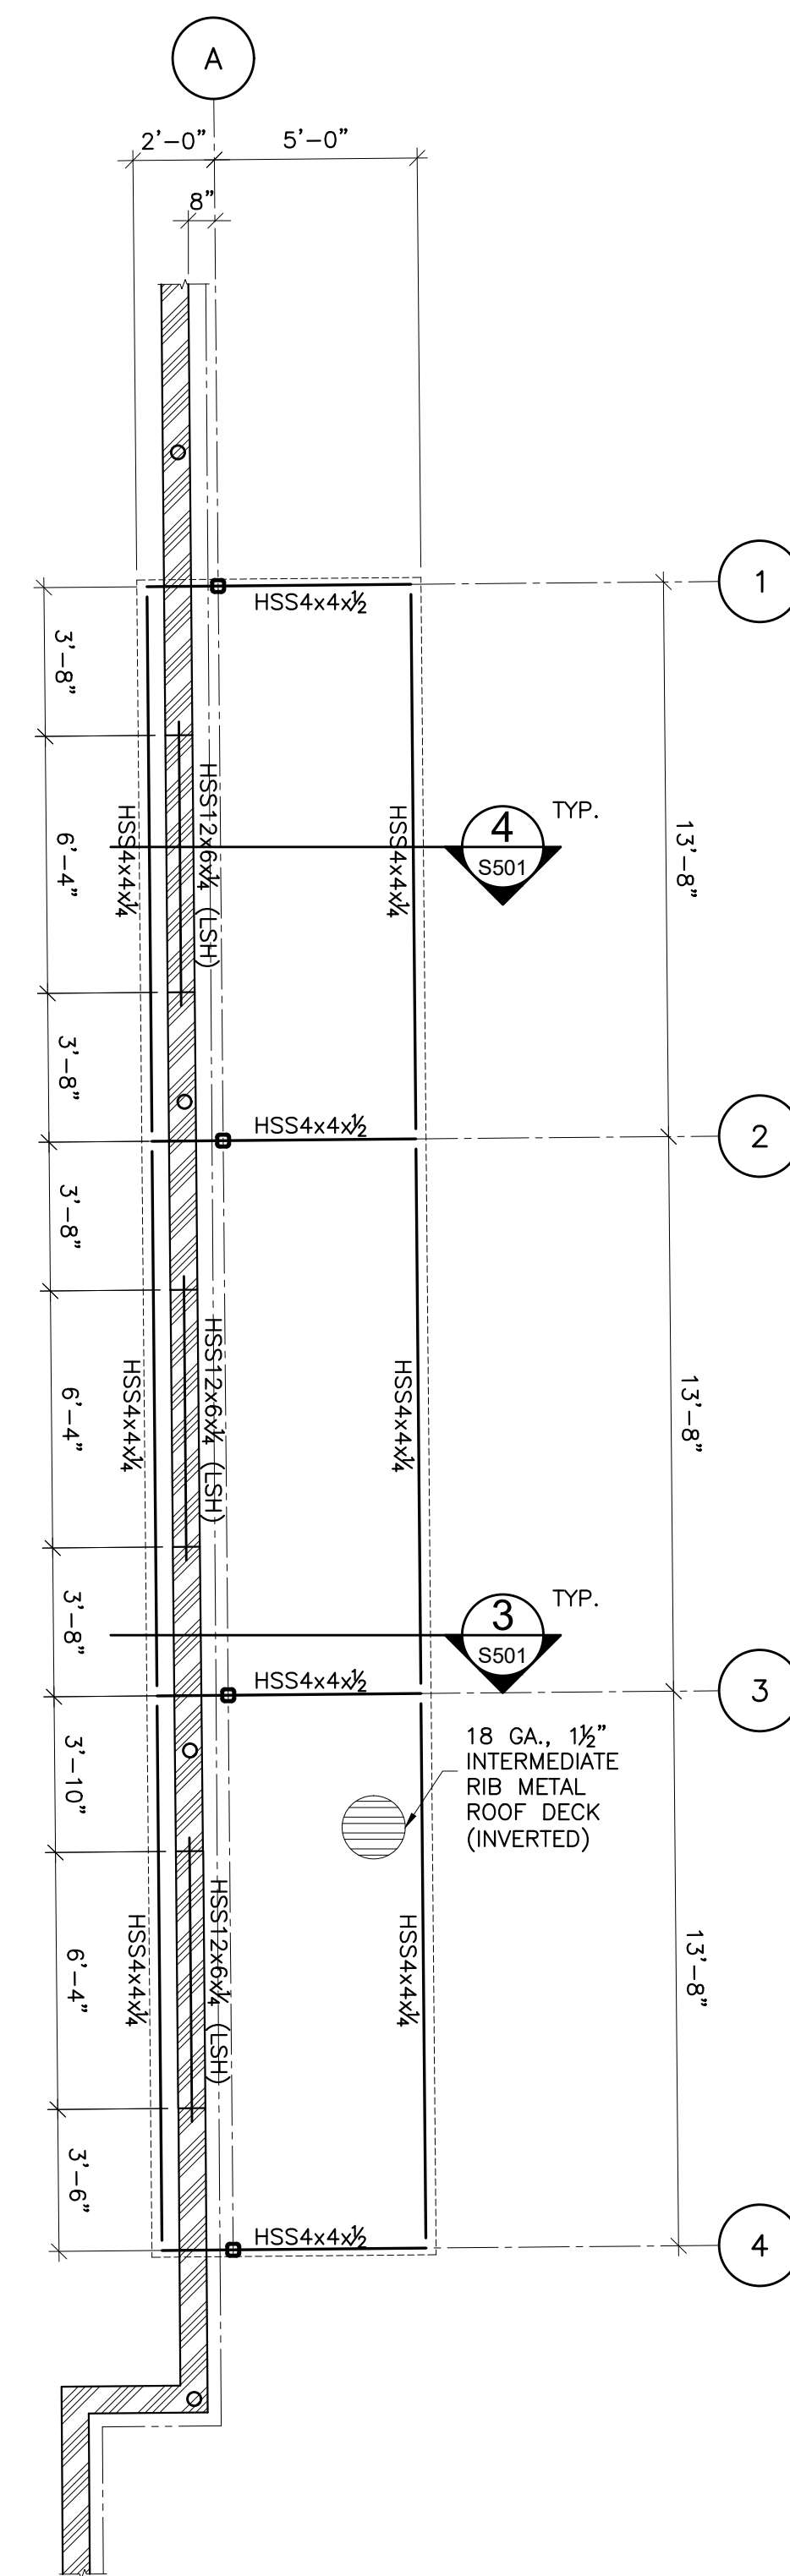 A
2'-0"
5'-0"
8"
1
HSS4x4x½
3'-8"
4
S501
TYP.
HSS12x6x¼ (LSH)
HSS4x4x¼
HSS4x4x¼
6'-4"
13'-8"
3'-8"
2
HSS4x4x½
3'-8"
HSS12x6x¼ (LSH)
HSS4x4x¼
HSS4x4x¼
6'-4"
13'-8"
3'-8"
3
S501
TYP.
3
HSS4x4x½
3'-10"
18 GA., 1½"
INTERMEDIATE
RIB METAL
ROOF DECK
(INVERTED)
HSS12x6x¼ (LSH)
HSS4x4x¼
HSS4x4x¼
6'-4"
13'-8"
3'-6"
HSS4x4x½
4